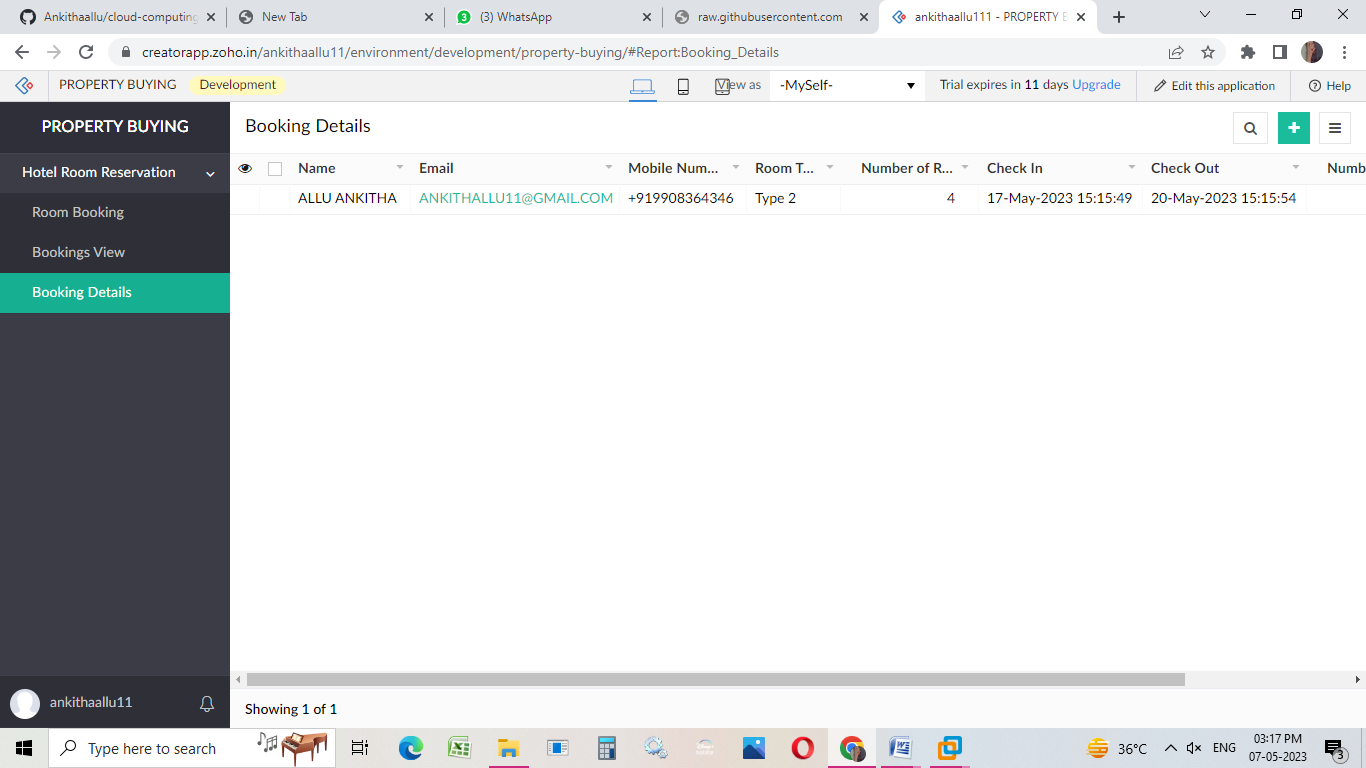 Ankithaallu/cloud-computing
New Tab
(3) WhatsApp
raw.githubusercontent.com
ankithaallu111 - PROPERTY B
creatorapp.zoho.in/ankithaallu11/environment/development/property-buying/#Report:Booking_Details
PROPERTY BUYING
Development
View as
-MySelf-
Trial expires in 11 days Upgrade
Edit this application
Help
PROPERTY BUYING
Hotel Room Reservation
Room Booking
Bookings View
Booking Details
ankithaallu11
Booking Details
Name Email Mobile Num... Room T... Number of R... Check In Check Out Numb
ALLU ANKITHA ANKITHALLU11@GMAIL.COM +919908364346 Type 2 4 17-May-2023 15:15:49 20-May-2023 15:15:54
Showing 1 of 1
Type here to search
36°C
ENG
03:17 PM
07-05-2023
3